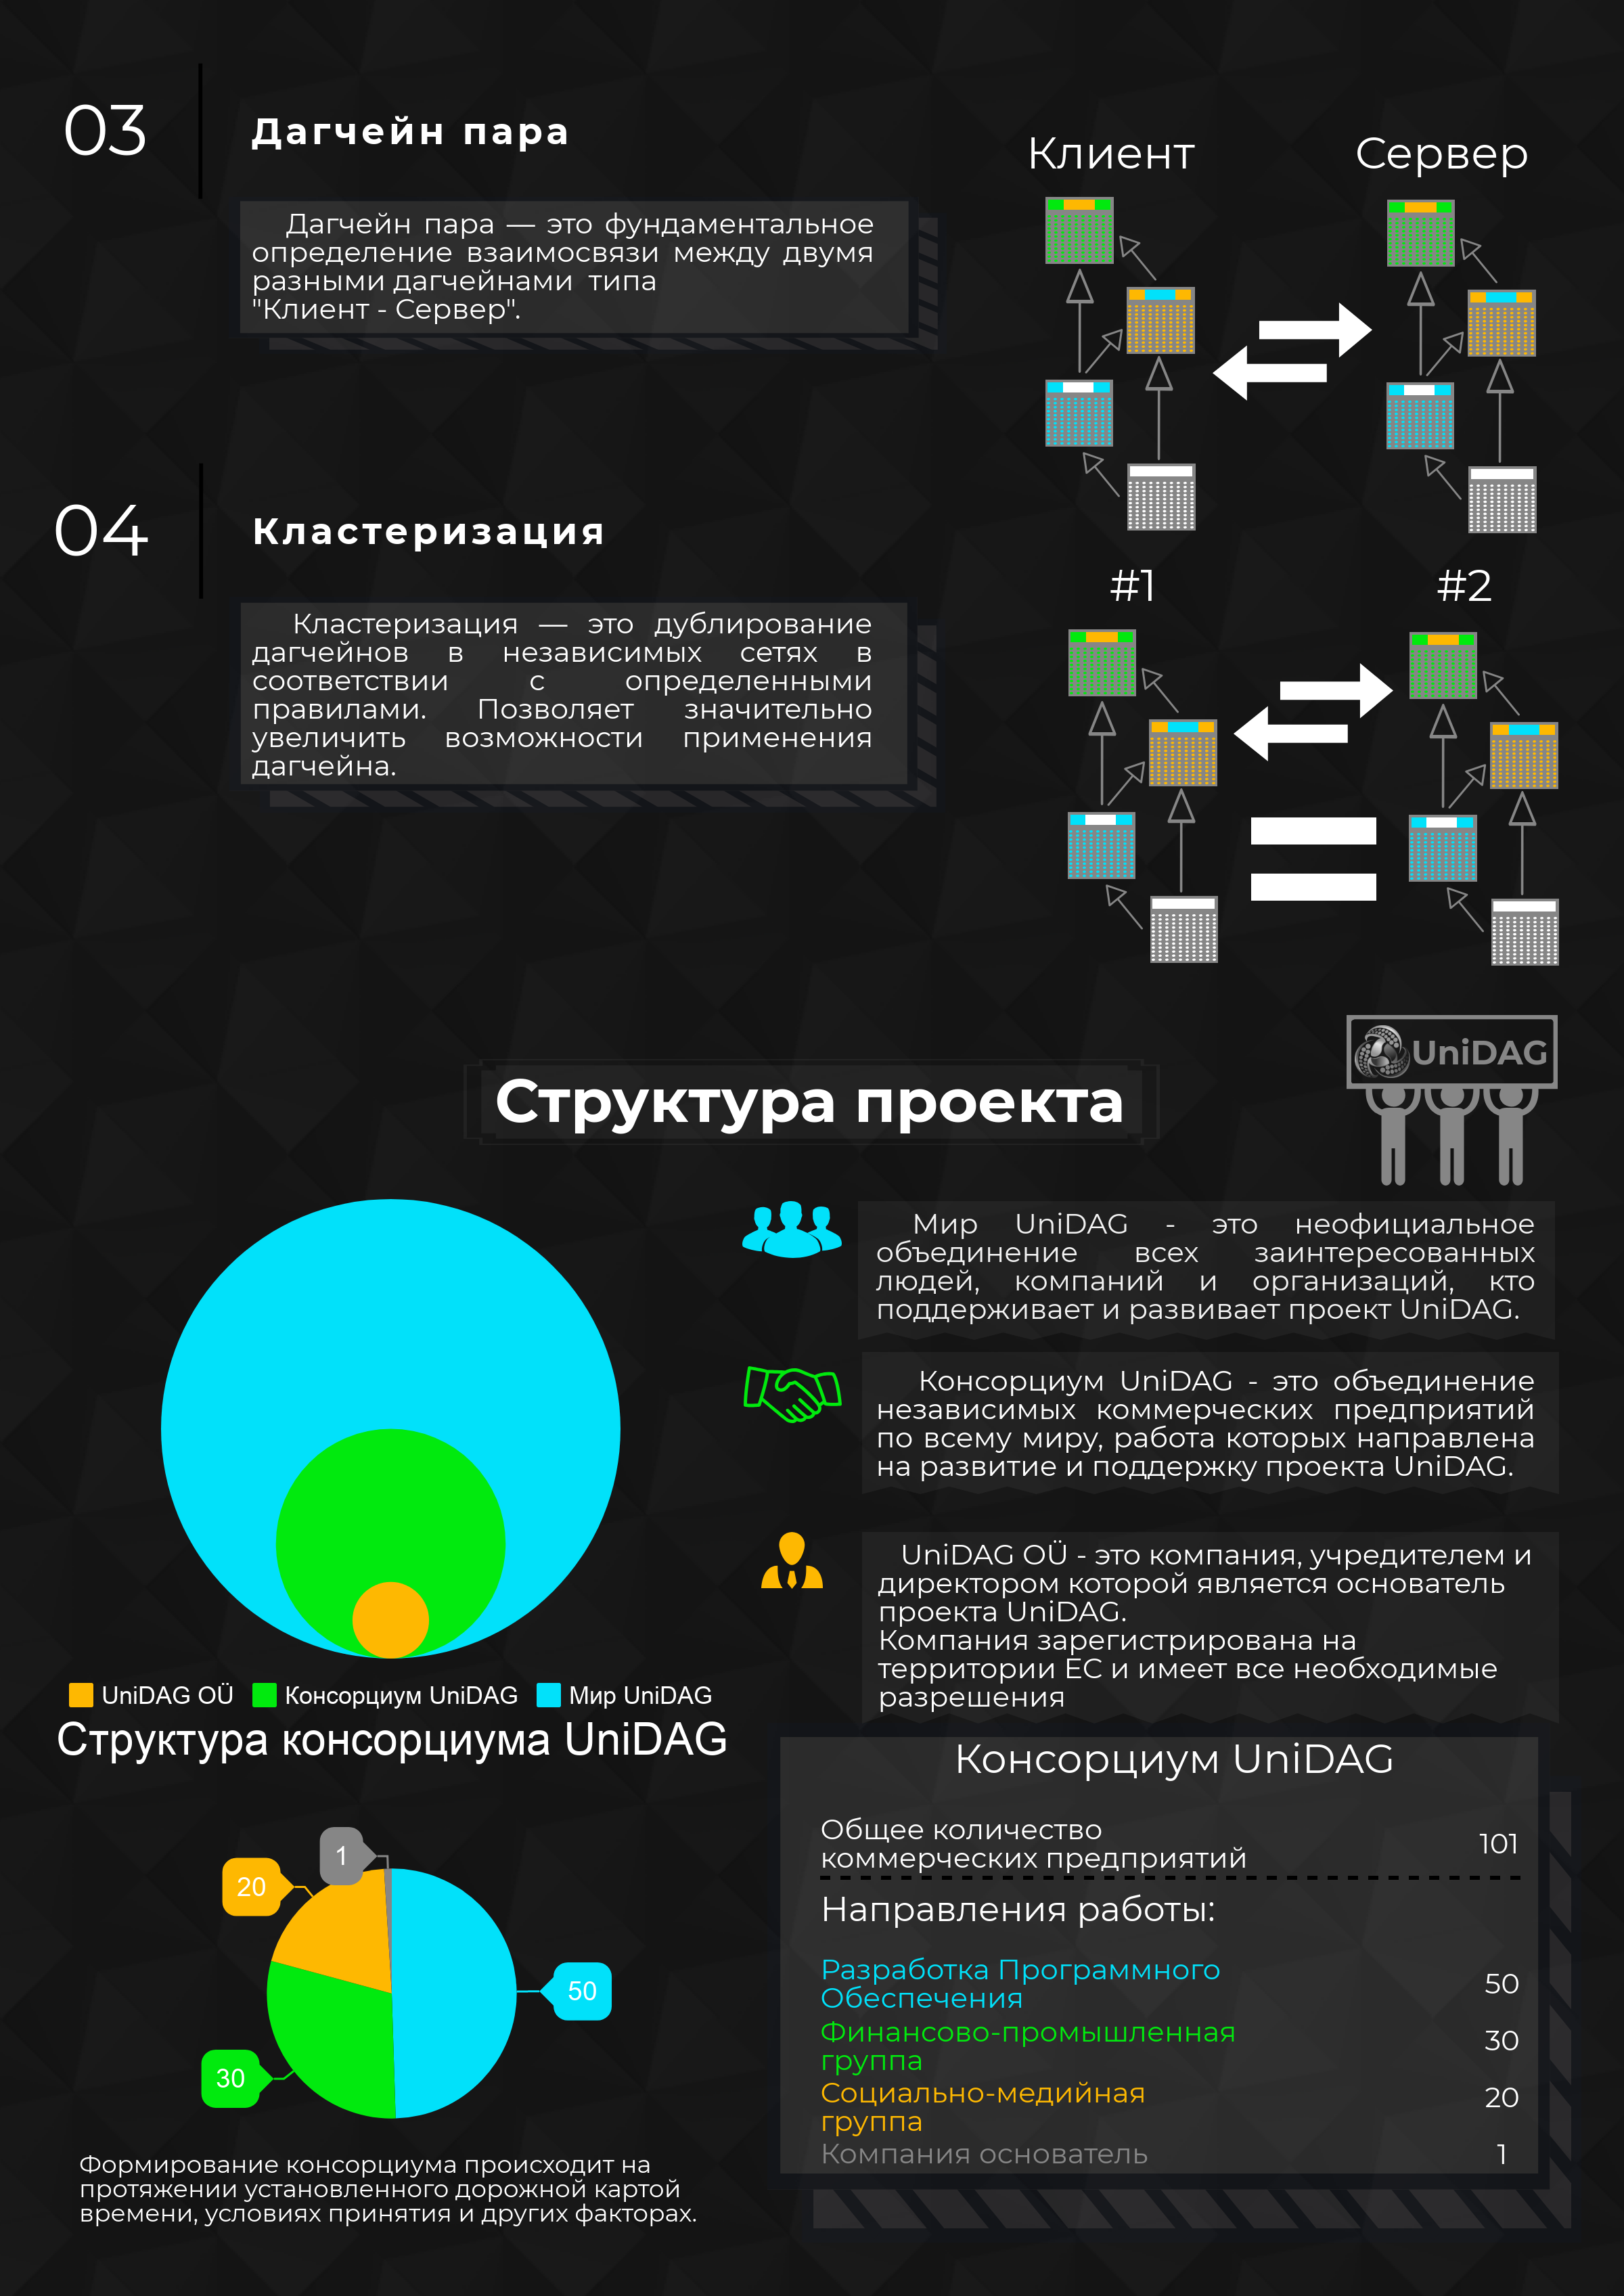 03
Дагчейн пара
Дагчейн пара — это фундаментальное
определение взаимосвязи между двумя
разными дагчейнами типа
"Клиент - Сервер".
Клиент
Сервер
04
Кластеризация
Кластеризация — это дублирование
дагчейнов в независимых сетях в
соответствии с определенными
правилами. Позволяет значительно
увеличить возможности применения
дагчейна.
#1
#2
UniDAG
Структура проекта
Мир UniDAG - это неофициальное
объединение всех заинтересованных
людей, компаний и организаций, кто
поддерживает и развивает проект UniDAG.
Консорциум UniDAG - это объединение
независимых коммерческих предприятий
по всему миру, работа которых направлена
на развитие и поддержку проекта UniDAG.
UniDAG OÜ - это компания, учредителем и
директором которой является основатель
проекта UniDAG.
Компания зарегистрирована на
территории ЕС и имеет все необходимые
разрешения
UniDAG OÜ
Консорциум UniDAG
Мир UniDAG
Структура консорциума UniDAG
1
20
50
30
Формирование консорциума происходит на
протяжении установленного дорожной картой
времени, условиях принятия и других факторах.
Консорциум UniDAG
Общее количество
коммерческих предприятий
101
Направления работы:
Разработка Программного
Обеспечения
50
Финансово-промышленная
группа
30
Социально-медийная
группа
20
Компания основатель
1